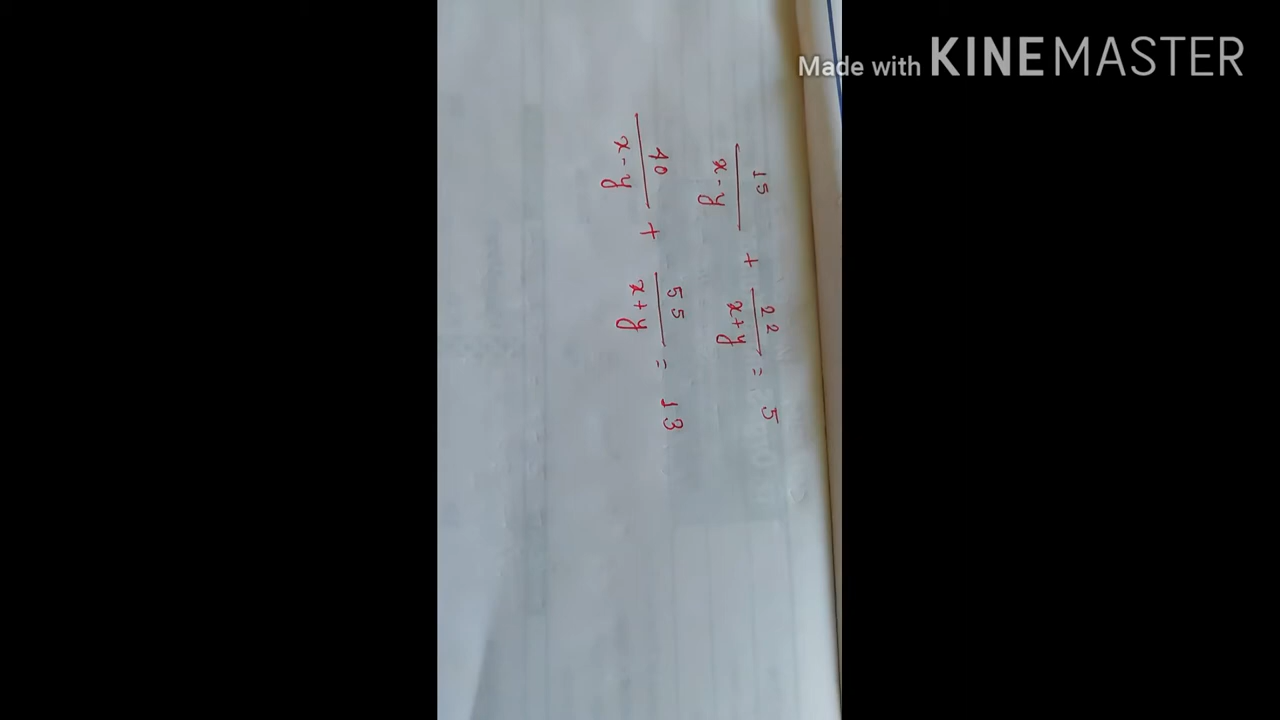 Made with KINEMASTER
15/x-y + 22/x+y = 5
40/x-y + 55/x+y = 13